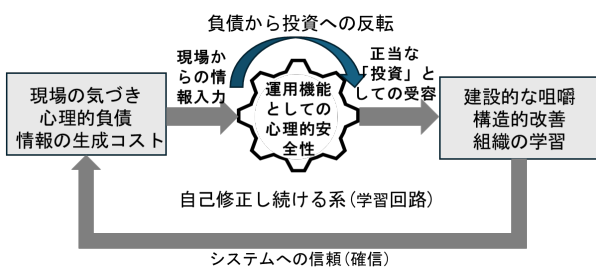 負債から投資への反転
現場か
らの情
報入力
正当な
「投資」と
しての受容
現場の気づき
心理的負債
情報の生成コスト
運用機能
としての
心理的安
全性
建設的な咀嚼
構造的改善
組織の学習
自己修正し続ける系(学習回路)
システムへの信頼(確信)